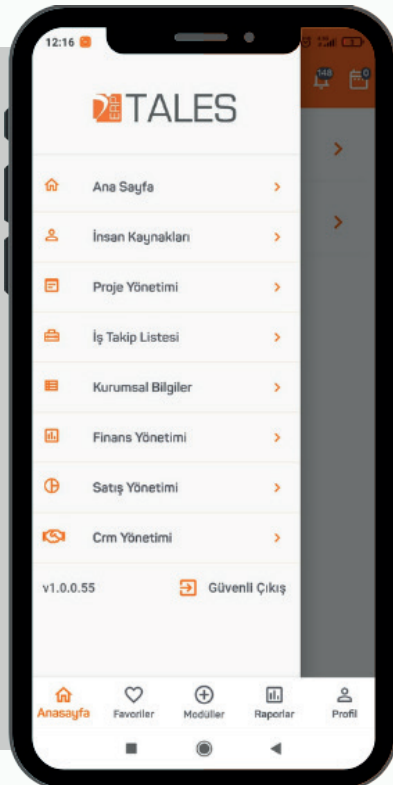 12:16
148
0
ERP TALES
Ana Sayfa
İnsan Kaynakları
Proje Yönetimi
İş Takip Listesi
Kurumsal Bilgiler
Finans Yönetimi
Satış Yönetimi
Crm Yönetimi
v1.0.0.55 Güvenli Çıkış
Anasayfa Favoriler Modüller Raporlar Profil